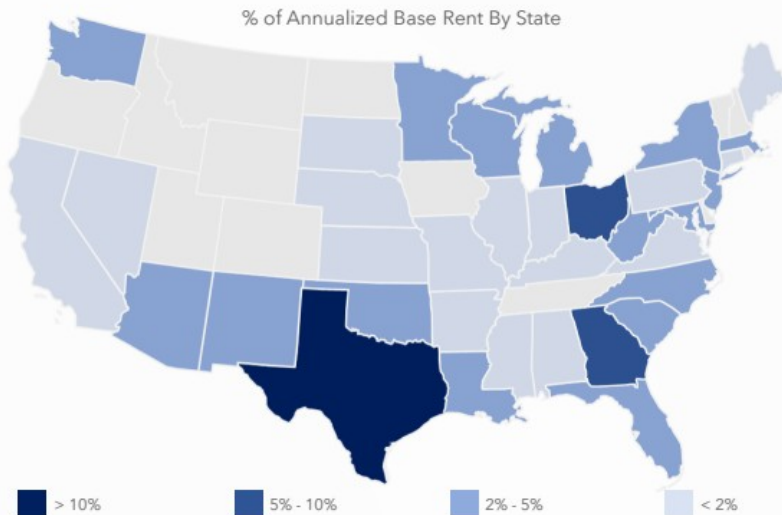 % of Annualized Base Rent By State
> 10%
5% - 10%
2% - 5%
< 2%